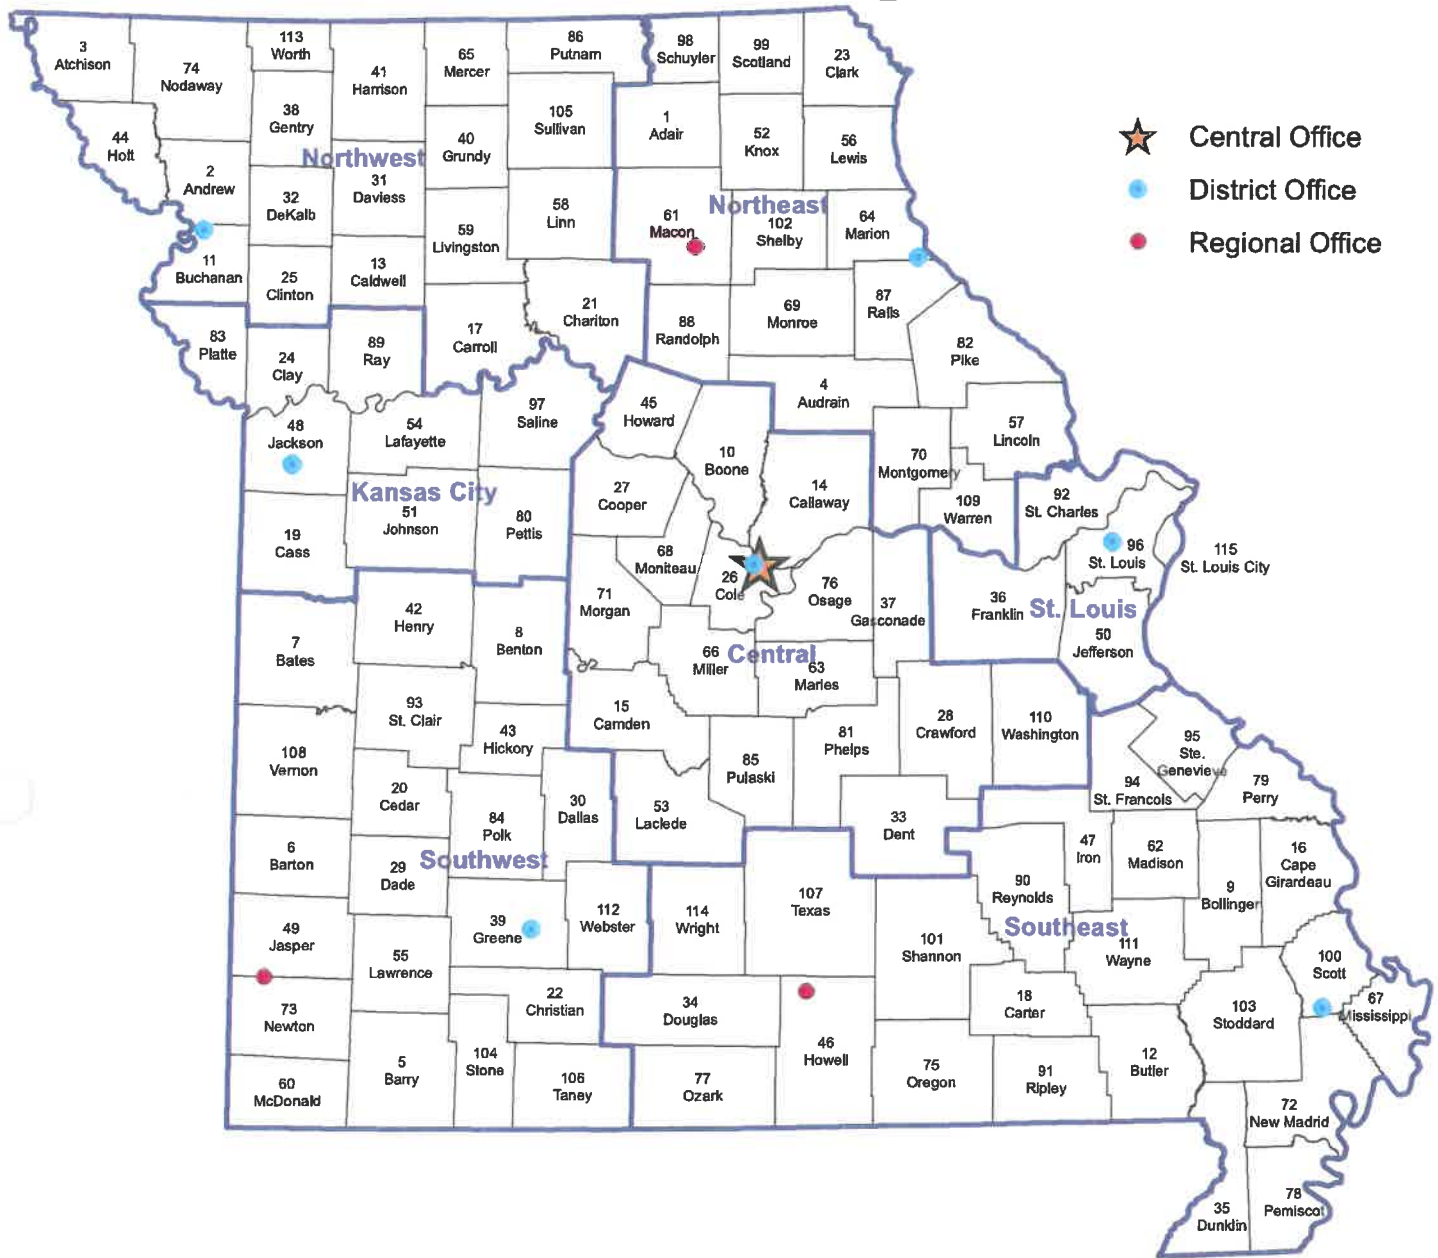 3
Atchison
74
Nodaway
113
Worth
41
Harrison
65
Mercer
86
Putnam
98
Schuyler
99
Scotland
23
Clark
44
Holt
38
Gentry
105
Sullivan
1
Adair
52
Knox
56
Lewis
40
Grundy
Central Office
District Office
Regional Office
2
Andrew
Northwest
32
DeKalb
31
Daviess
58
Linn
59
Livingston
61
Macon
Northeast
102
Shelby
64
Marion
11
Buchanan
25
Clinton
13
Caldwell
21
Chariton
17
Carroll
88
Randolph
69
Monroe
87
Ralls
82
Pike
83
Platte
24
Clay
89
Ray
4
Audrain
48
Jackson
54
Lafayette
97
Saline
45
Howard
10
Boone
57
Lincoln
70
Montgomery
Kansas City
51
Johnson
80
Pettis
27
Cooper
14
Callaway
109
Warren
92
St. Charles
19
Cass
68
Moniteau
26
Cole
76
Osage
37
Gasconade
36
Franklin
St. Louis
96
St. Louis
115
St. Louis City
50
Jefferson
42
Henry
71
Morgan
7
Bates
8
Benton
66
Miller
Central
63
Maries
93
St. Clair
15
Camden
43
Hickory
28
Crawford
110
Washington
81
Phelps
85
Pulaski
95
Ste.
Genevieve
108
Vernon
20
Cedar
30
Dallas
84
Polk
53
Laclede
33
Dent
94
St. Francois
79
Perry
6
Barton
29
Dade
Southwest
47
Iron
62
Madison
16
Cape
Girardeau
90
Reynolds
9
Bollinger
107
Texas
39
Greene
112
Webster
114
Wright
49
Jasper
55
Lawrence
101
Shannon
Southeast
111
Wayne
100
Scott
73
Newton
22
Christian
34
Douglas
18
Carter
103
Stoddard
67
Mississippi
46
Howell
60
McDonald
5
Barry
104
Stone
106
Taney
77
Ozark
75
Oregon
91
Ripley
12
Butler
72
New Madrid
35
Dunklin
78
Pemiscot